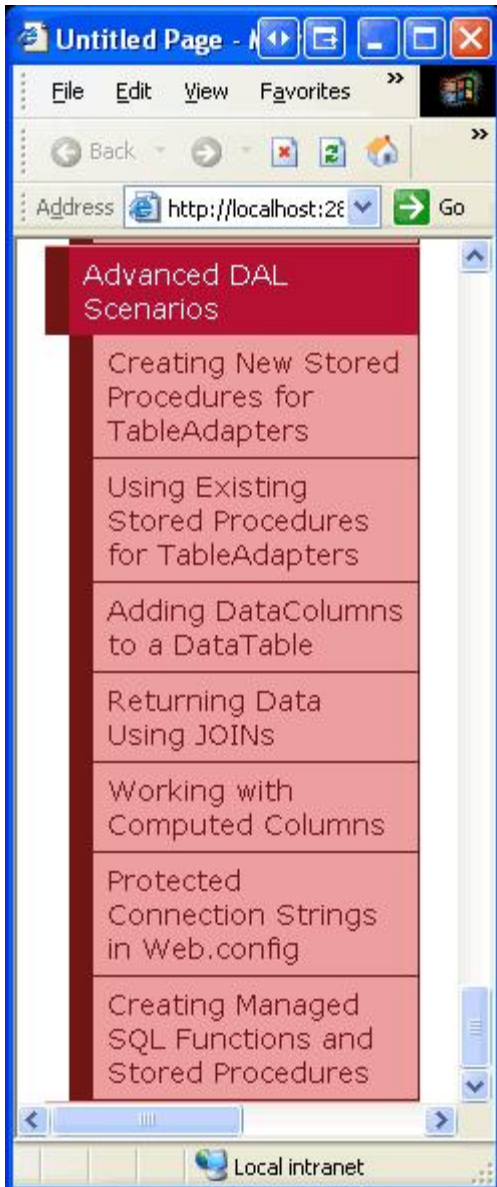 Untitled Page -
File Edit View Favorites »
Back »
Address http://localhost:28 Go
Advanced DAL
Scenarios
Creating New Stored
Procedures for
TableAdapters
Using Existing
Stored Procedures
for TableAdapters
Adding DataColumns
to a DataTable
Returning Data
Using JOINs
Working with
Computed Columns
Protected
Connection Strings
in Web.config
Creating Managed
SQL Functions and
Stored Procedures
Local intranet